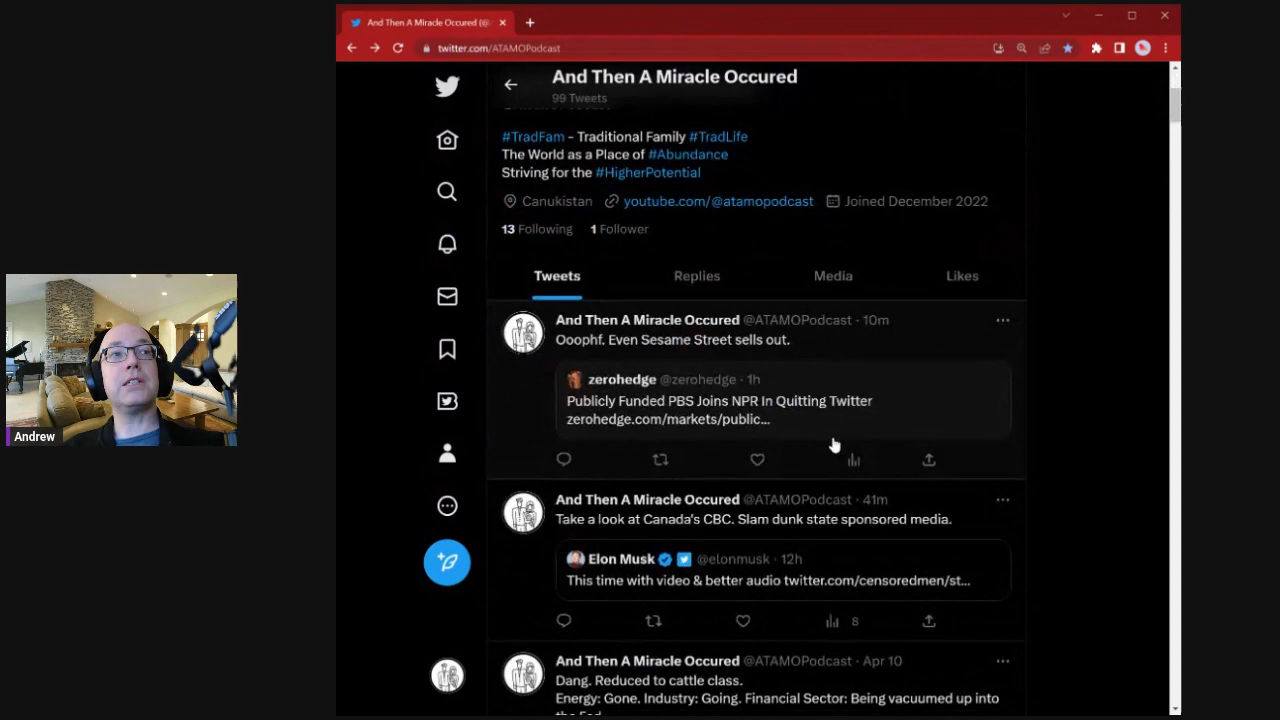 And Then A Miracle Occured (@
twitter.com/ATAMOPodcast
And Then A Miracle Occured
99 Tweets
#TradFam - Traditional Family #TradLife
The World as a Place of #Abundance
Striving for the #HigherPotential
Canukistan youtube.com/@atamopodcast Joined December 2022
13 Following 1 Follower
Tweets Replies Media Likes
And Then A Miracle Occured @ATAMOPodcast · 10m
Ooophf. Even Sesame Street sells out.
zerohedge @zerohedge · 1h
Publicly Funded PBS Joins NPR In Quitting Twitter
zerohedge.com/markets/public...
And Then A Miracle Occured @ATAMOPodcast · 41m
Take a look at Canada's CBC. Slam dunk state sponsored media.
Elon Musk @elonmusk · 12h
This time with video & better audio twitter.com/censoredmen/st...
8
And Then A Miracle Occured @ATAMOPodcast · Apr 10
Dang. Reduced to cattle class.
Energy: Gone. Industry: Going. Financial Sector: Being vacuumed up into
the Fed
Andrew